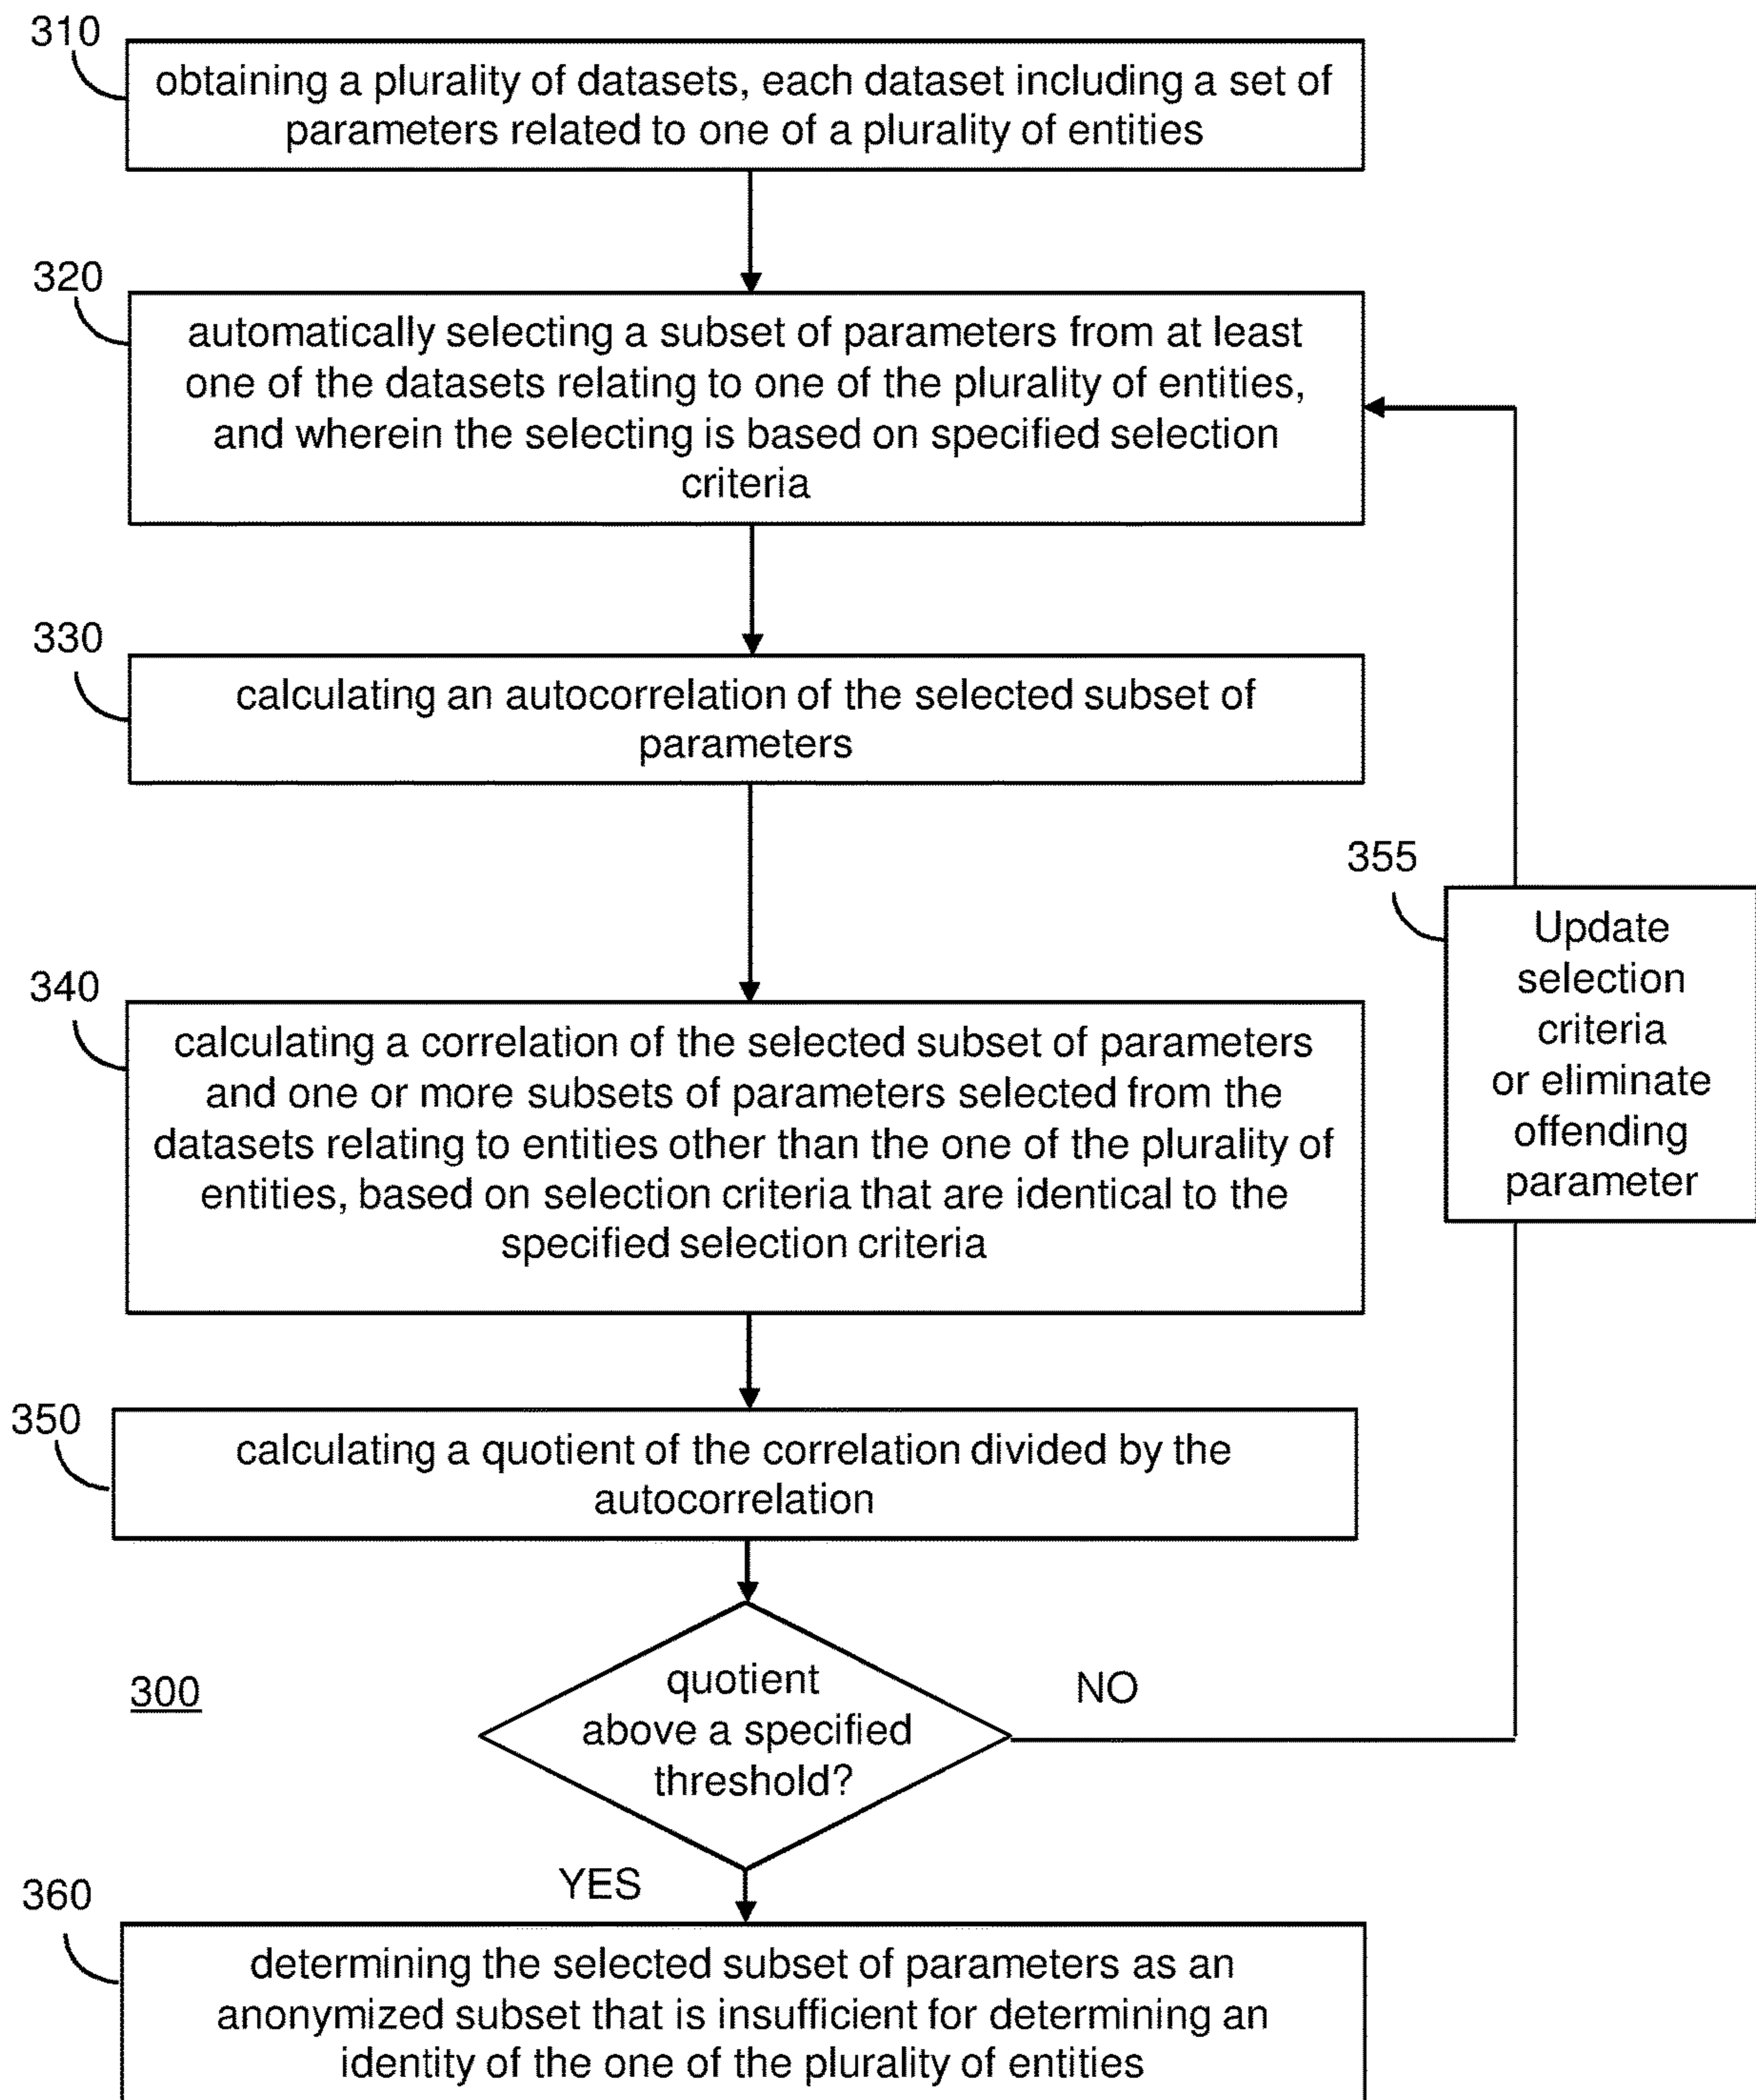 310
obtaining a plurality of datasets, each dataset including a set of
parameters related to one of a plurality of entities
320
automatically selecting a subset of parameters from at least
one of the datasets relating to one of the plurality of entities,
and wherein the selecting is based on specified selection
criteria
330
calculating an autocorrelation of the selected subset of
parameters
355
Update
selection
criteria
or eliminate
offending
parameter
340
calculating a correlation of the selected subset of parameters
and one or more subsets of parameters selected from the
datasets relating to entities other than the one of the plurality of
entities, based on selection criteria that are identical to the
specified selection criteria
350
calculating a quotient of the correlation divided by the
autocorrelation
300
quotient
above a specified
threshold?
NO
YES
360
determining the selected subset of parameters as an
anonymized subset that is insufficient for determining an
identity of the one of the plurality of entities